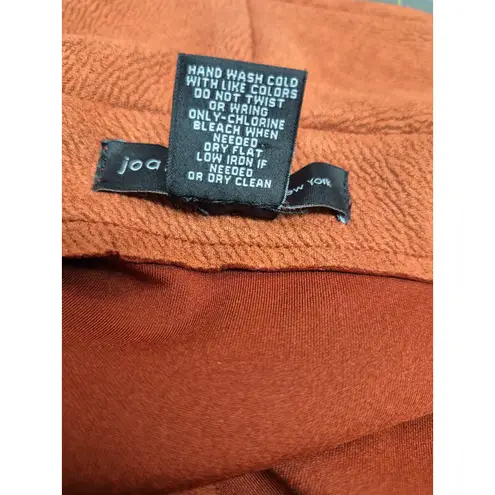 HAND WASH COLD
WITH LIKE COLORS
DO NOT TWIST
OR WRING
ONLY-CHLORINE
BLEACH WHEN
NEEDED
DRY FLAT
LOW IRON IF
NEEDED
OR DRY CLEAN
YORK